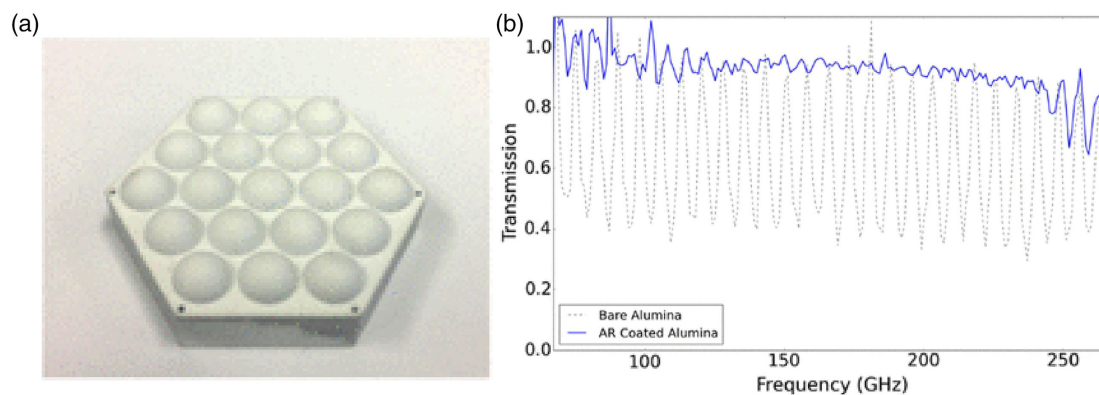 (a)
(b)
Transmission
1.0
0.8
0.6
0.4
0.2
0.0
Bare Alumina
AR Coated Alumina
100
150
200
250
Frequency (GHz)